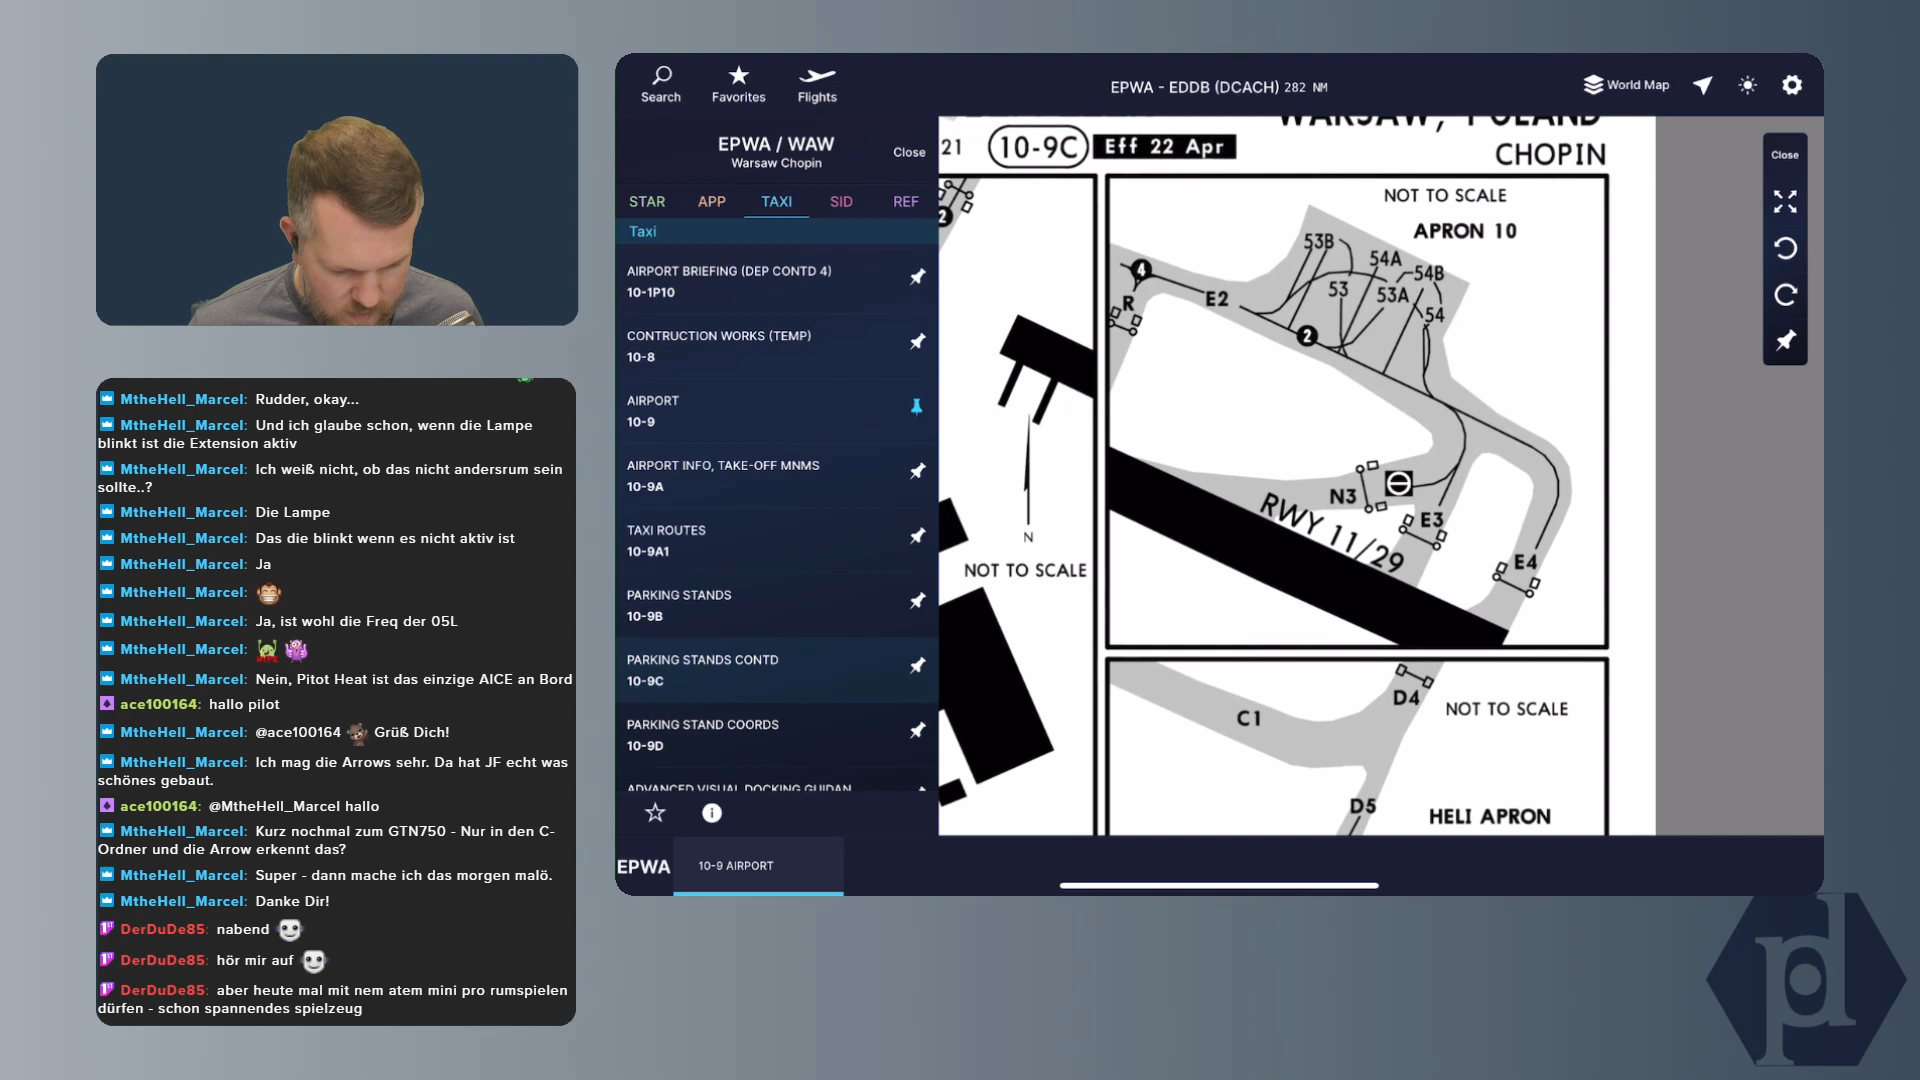 Search
Favorites
Flights
EPWA - EDDB (DCACH) 282 NM
World Map
EPWA / WAW
Warsaw Chopin
Close
STAR
APP
TAXI
SID
REF
Taxi
AIRPORT BRIEFING (DEP CONTD 4)
10-1P10
CONTRUCTION WORKS (TEMP)
10-8
AIRPORT
10-9
AIRPORT INFO, TAKE-OFF MNMS
10-9A
TAXI ROUTES
10-9A1
PARKING STANDS
10-9B
PARKING STANDS CONTD
10-9C
PARKING STAND COORDS
10-9D
ADVANCED VISUAL DOCKING GUIDAN
EPWA
10-9 AIRPORT
21
10-9C
Eff 22 Apr
WARSAW, POLAND
CHOPIN
Close
2
N
NOT TO SCALE
NOT TO SCALE
APRON 10
53B
54A
54B
4
E2
53
53A
R
54
2
N3
RWY 11/29
E3
E4
D4
C1
NOT TO SCALE
D5
HELI APRON
MtheHell_Marcel: Rudder, okay...
MtheHell_Marcel: Und ich glaube schon, wenn die Lampe
blinkt ist die Extension aktiv
MtheHell_Marcel: Ich weiß nicht, ob das nicht andersrum sein
sollte..?
MtheHell_Marcel: Die Lampe
MtheHell_Marcel: Das die blinkt wenn es nicht aktiv ist
MtheHell_Marcel: Ja
MtheHell_Marcel:
MtheHell_Marcel: Ja, ist wohl die Freq der 05L
MtheHell_Marcel:
MtheHell_Marcel: Nein, Pitot Heat ist das einzige AICE an Bord
ace100164: hallo pilot
MtheHell_Marcel: @ace100164 Grüß Dich!
MtheHell_Marcel: Ich mag die Arrows sehr. Da hat JF echt was
schönes gebaut.
ace100164: @MtheHell_Marcel hallo
MtheHell_Marcel: Kurz nochmal zum GTN750 - Nur in den C-
Ordner und die Arrow erkennt das?
MtheHell_Marcel: Super - dann mache ich das morgen malö.
MtheHell_Marcel: Danke Dir!
DerDuDe85: nabend
DerDuDe85: hör mir auf
DerDuDe85: aber heute mal mit nem atem mini pro rumspielen
dürfen - schon spannendes spielzeug